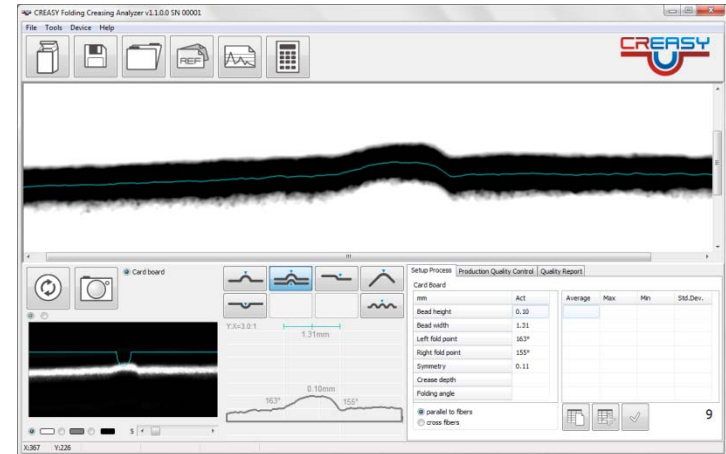 CREASY Folding Creasing Analyzer v1.1.0.0 SN 00001
File Tools Device Help
REF
CREASY
Card board
Y:X=3.0:1
1.31mm
0.10mm
163° 155°
S
Setup Process Production Quality Control Quality Report
Card Board
mm Act Average Max Min Std.Dev.
Bead height 0.10
Bead width 1.31
Left fold point 163°
Right fold point 155°
Symmetry 0.11
Crease depth
Folding angle
parallel to fibers
cross fibers
9
X:367 Y:226